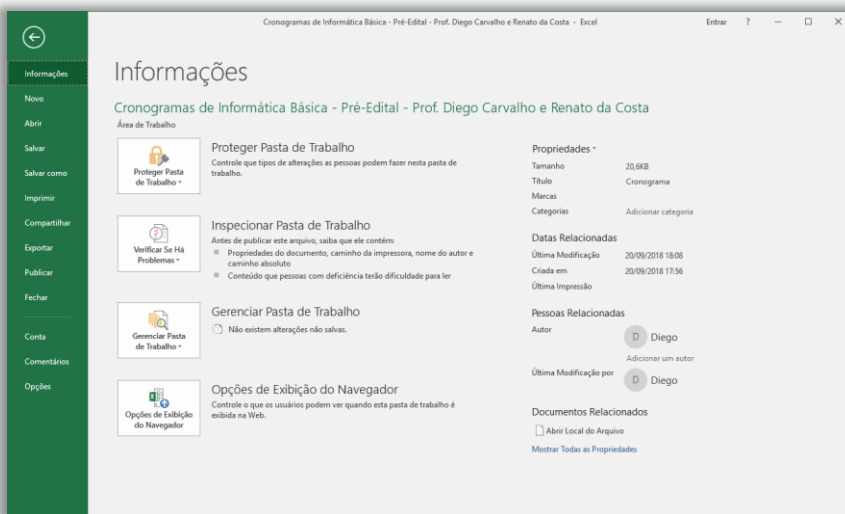 Cronogramas de Informática Básica - Pré-Edital - Prof. Diego Carvalho e Renato da Costa - Excel
Entrar
?
Informações
Novo
Abrir
Salvar
Salvar como
Imprimir
Compartilhar
Exportar
Publicar
Fechar
Conta
Comentários
Opções
Informações
Cronogramas de Informática Básica - Pré-Edital - Prof. Diego Carvalho e Renato da Costa
Área de Trabalho
Proteger Pasta
de Trabalho
Proteger Pasta de Trabalho
Controle que tipos de alterações as pessoas podem fazer nesta pasta de
trabalho.
Verificar Se Há
Problemas
Inspecionar Pasta de Trabalho
Antes de publicar este arquivo, saiba que ele contém:
Propriedades do documento, caminho da impressora, nome do autor e
caminho absoluto
Conteúdo que pessoas com deficiência terão dificuldade para ler
Gerenciar Pasta
de Trabalho
Gerenciar Pasta de Trabalho
Não existem alterações não salvas.
Opções de Exibição
do Navegador
Opções de Exibição do Navegador
Controle o que os usuários podem ver quando esta pasta de trabalho é
exibida na Web.
Propriedades
Tamanho 20,6KB
Título Cronograma
Marcas
Categorias Adicionar categoria
Datas Relacionadas
Última Modificação 20/09/2018 18:08
Criada em 20/09/2018 17:56
Última Impressão
Pessoas Relacionadas
Autor
D Diego
Adicionar um autor
Última Modificação por
D Diego
Documentos Relacionados
Abrir Local do Arquivo
Mostrar Todas as Propriedades